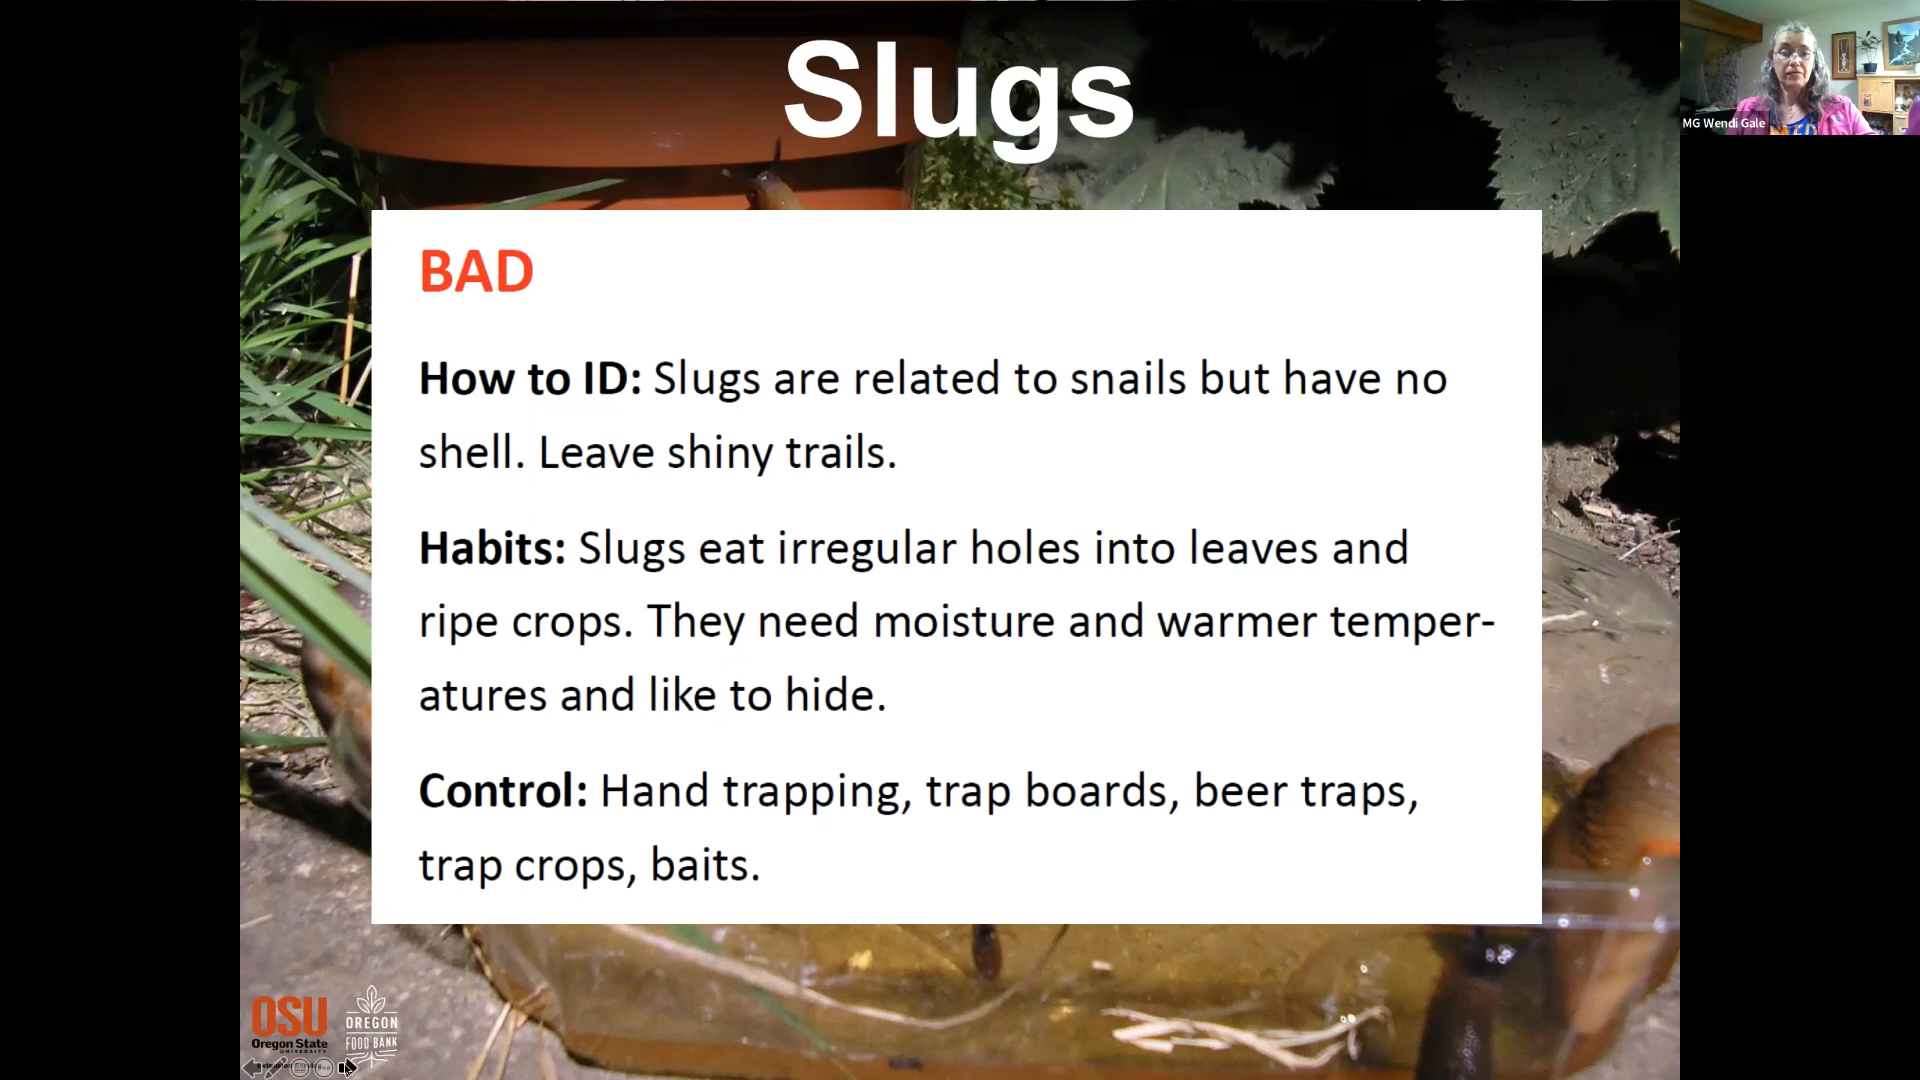 Slugs
MG Wendi Gale
BAD
How to ID: Slugs are related to snails but have no
shell. Leave shiny trails.
Habits: Slugs eat irregular holes into leaves and
ripe crops. They need moisture and warmer temper-
atures and like to hide.
Control: Hand trapping, trap boards, beer traps,
trap crops, baits.
OSU
Oregon State
UNIVERSITY
OREGON
FOOD BANK